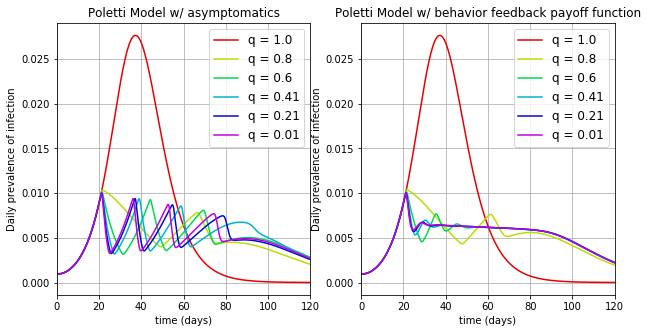 Poletti Model w/ asymptomatics
Daily prevalence of infection
0.025
0.020
0.015
0.010
0.005
0.000
q = 1.0
q = 0.8
q = 0.6
q = 0.41
q = 0.21
q = 0.01
0 20 40 60 80 100 120
time (days)
Poletti Model w/ behavior feedback payoff function
Daily prevalence of infection
0.025
0.020
0.015
0.010
0.005
0.000
q = 1.0
q = 0.8
q = 0.6
q = 0.41
q = 0.21
q = 0.01
0 20 40 60 80 100 120
time (days)